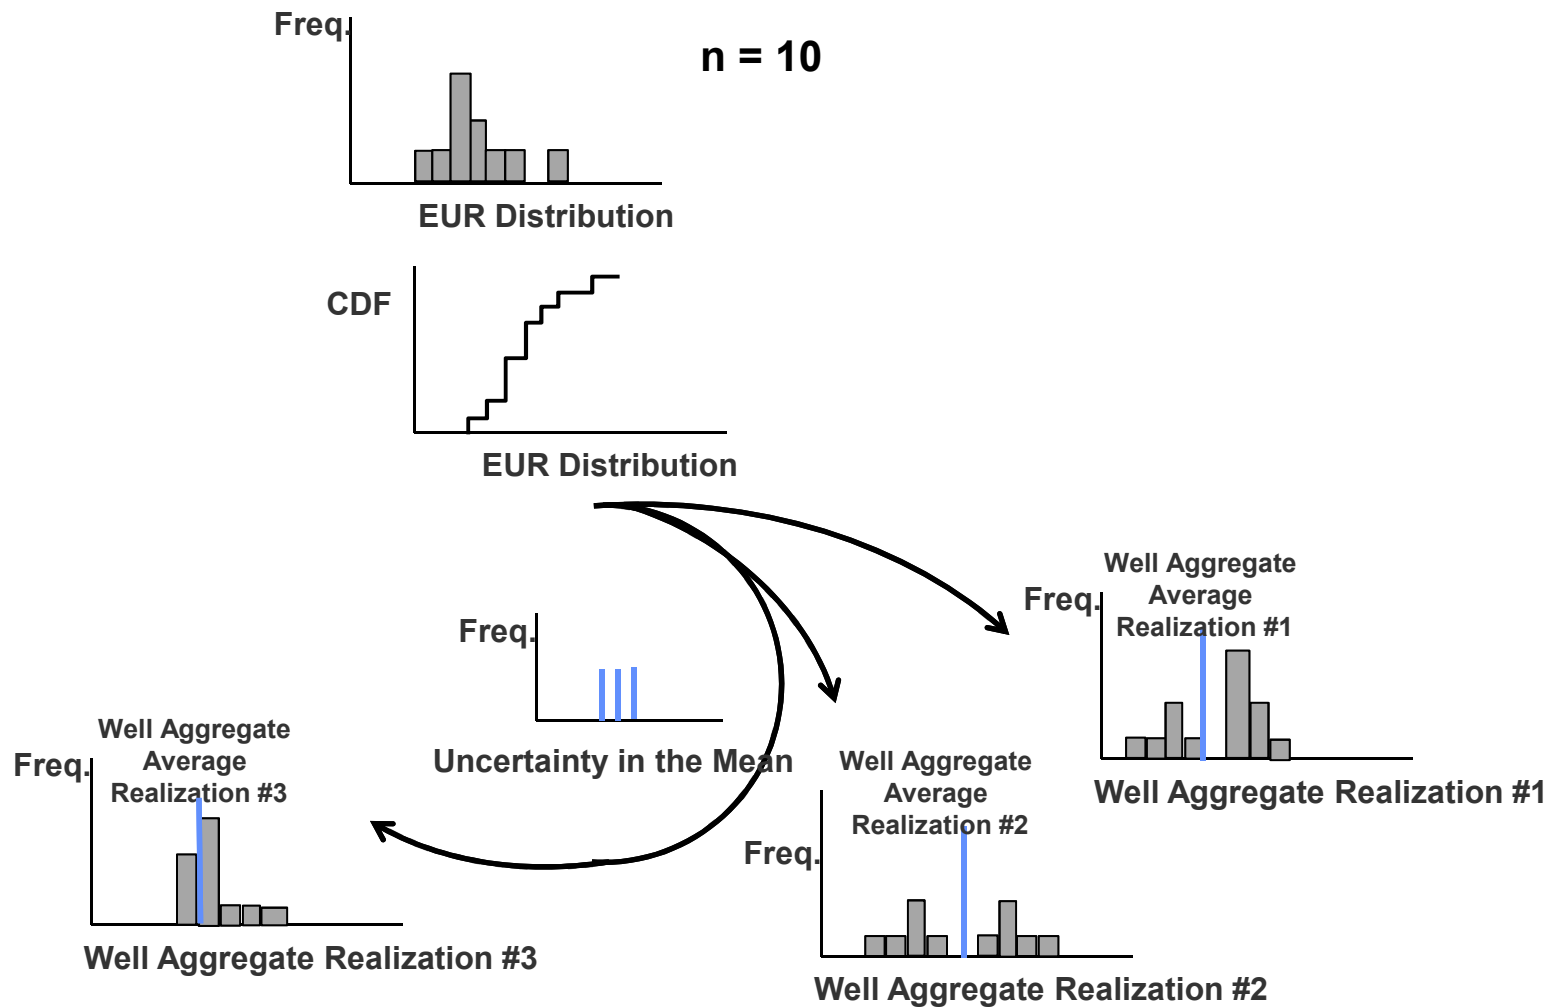 Freq.
n = 10
EUR Distribution
CDF
EUR Distribution
Well Aggregate
Average
Realization #1
Freq.
Freq.
Well Aggregate
Average
Realization #3
Freq.
Uncertainty in the Mean
Well Aggregate
Average
Realization #2
Well Aggregate Realization #1
Freq.
Well Aggregate Realization #3
Well Aggregate Realization #2